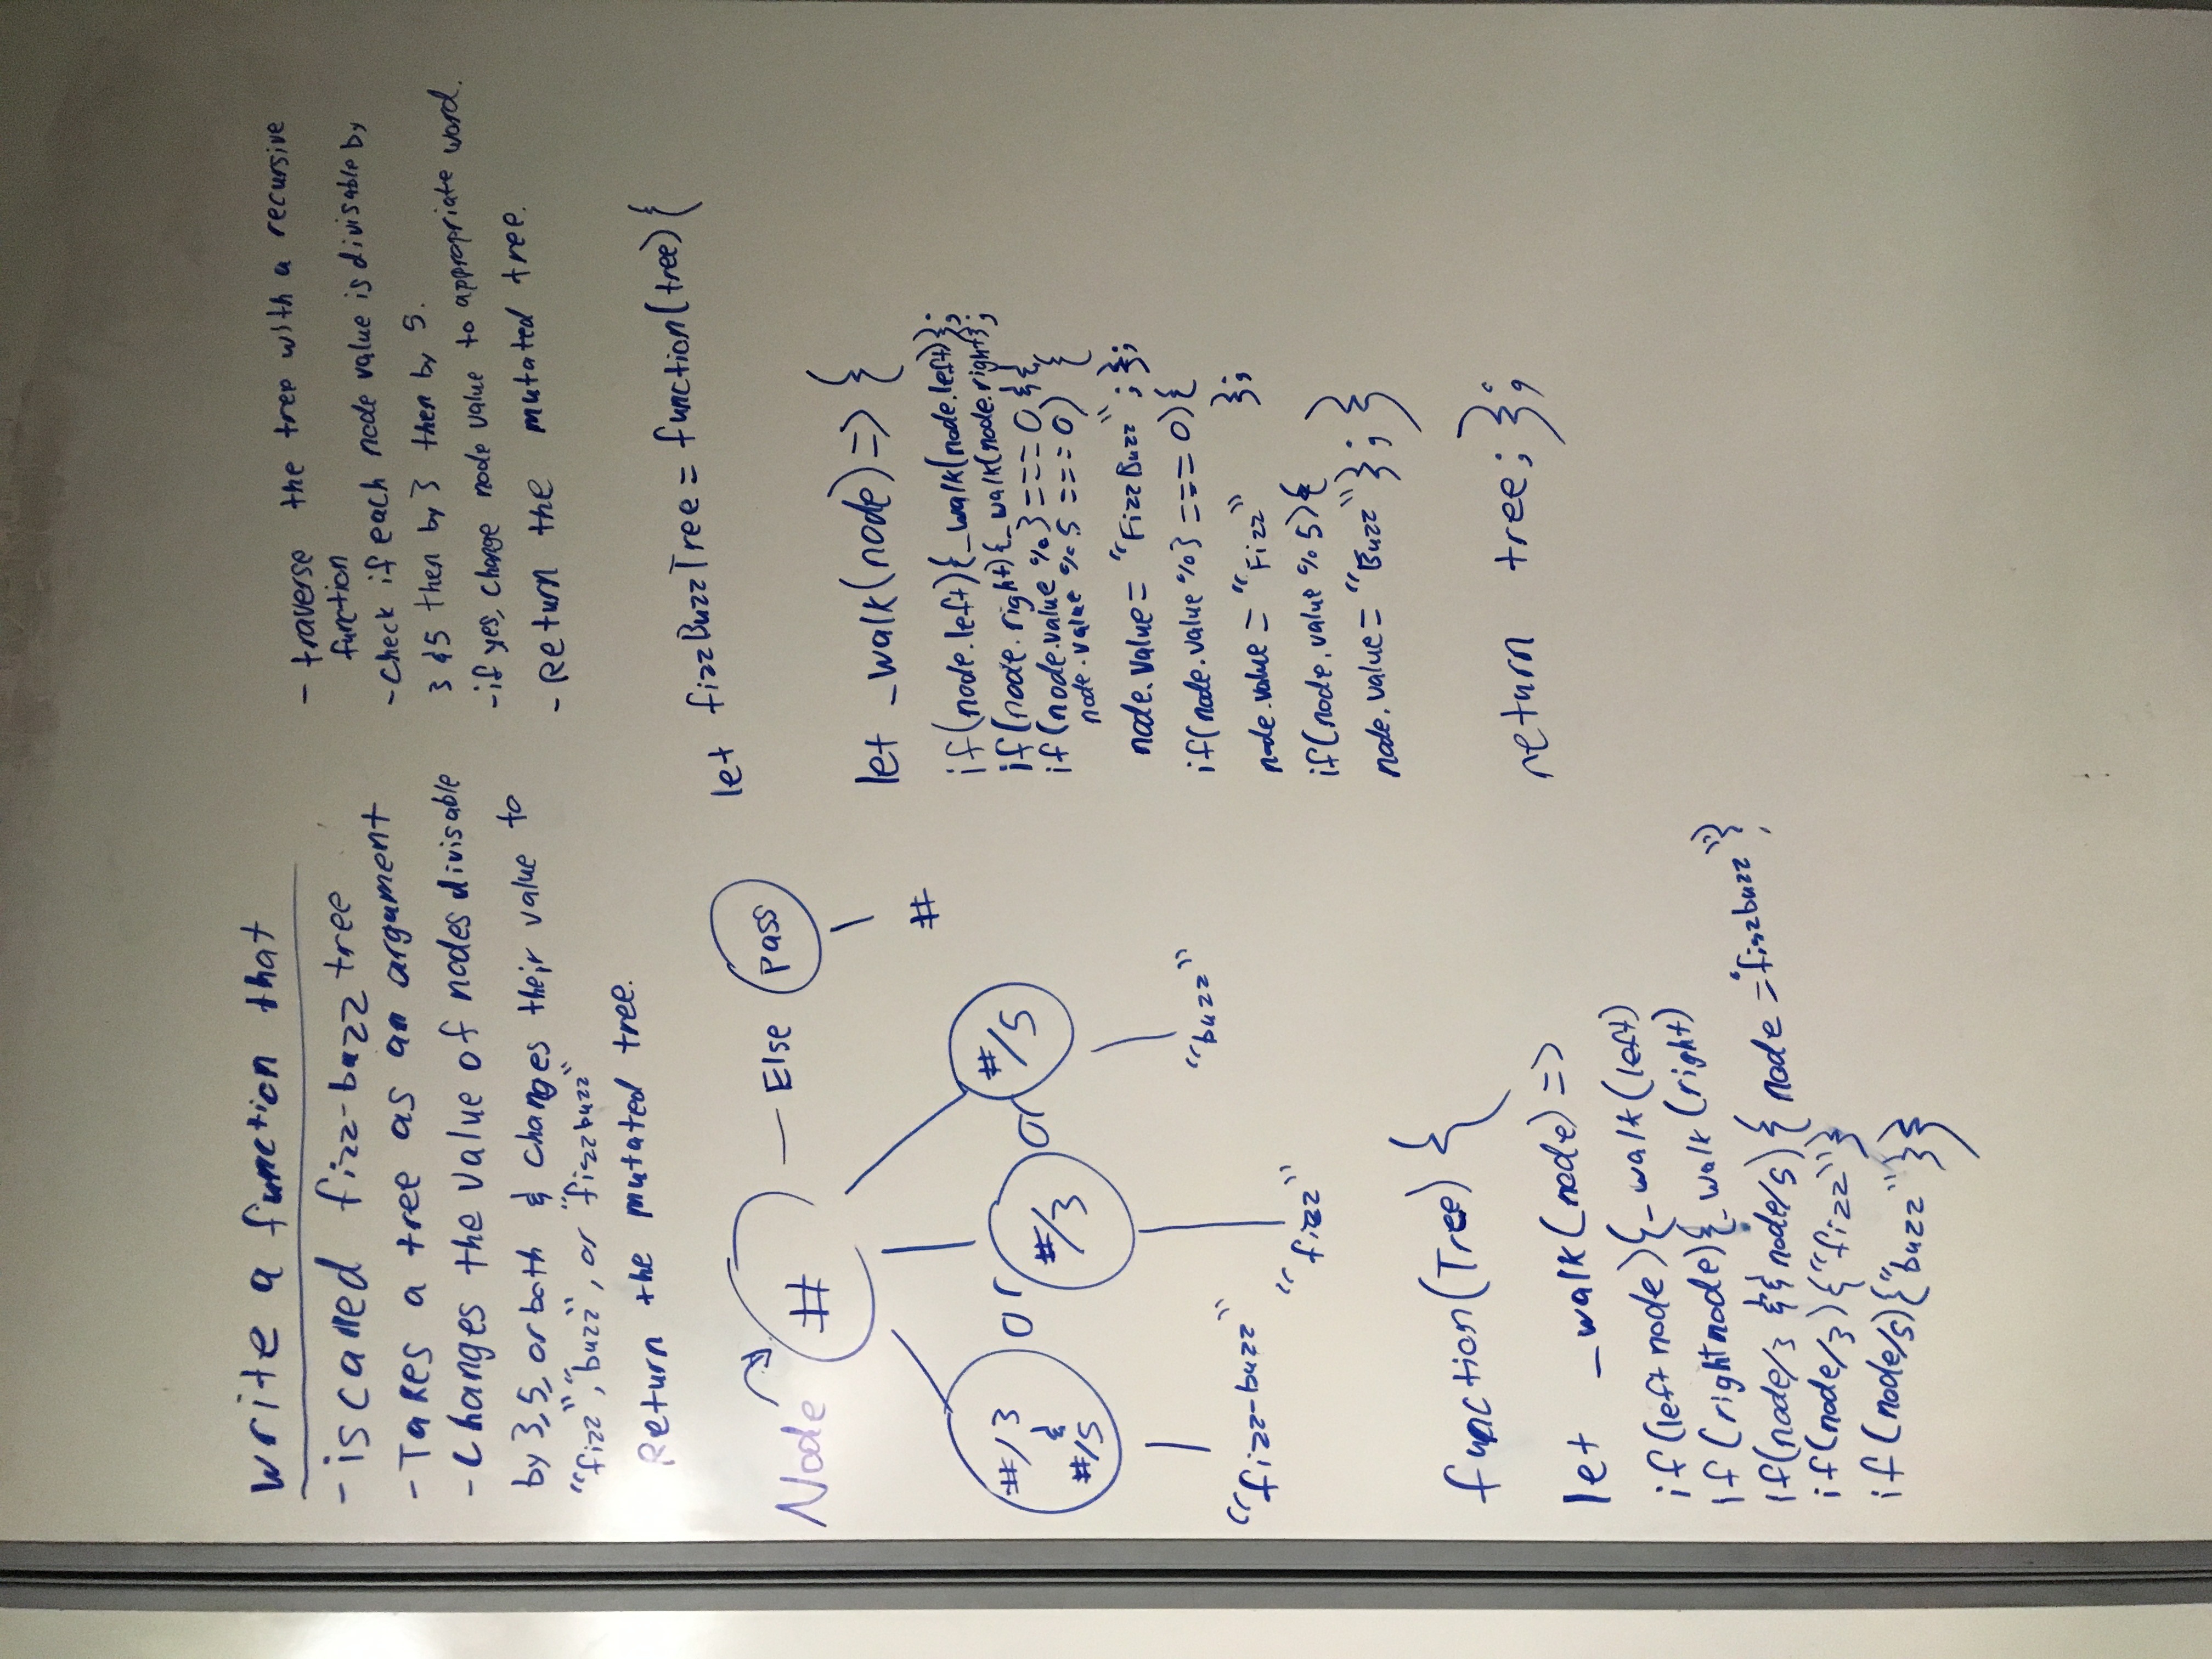 write a function that
- is called fizz-buzz tree
- Takes a tree as an argument
- Changes the value of nodes divisable
by 3, 5, or both & changes their value to
"fizz", "buzz", or "fizzbuzz"
Return the mutated tree.
Node
#
Else
pass
#
#/3
&
#/5
or
#/3
or
#/5
"fizz-buzz"
"fizz"
"buzz"
function(Tree) {
let _walk(node) =>
if(left node){_walk(left)
if(right node){_walk(right)
if(node/3 && node/5){ node = "fizzbuzz"};
if(node/3){"fizz"}
if(node/5){"buzz"}}
- traverse the tree with a recursive
function
- Check if each node value is divisable by
3 &5 then by 3 then by 5.
- if yes, change node value to appropriate word.
- Return the mutated tree.
let fizzBuzzTree = function(tree){
let _walk(node) => {
if(node.left){_walk(node.left)};
if(node.right){_walk(node.right};
if(node.value %3 === 0 &&
node.value % 5 === 0) {
node.value = "FizzBuzz"; };
if(node.value %3 === 0){
node.value = "Fizz" };
if(node.value % 5){
node.value = "Buzz"}; }
return tree; };